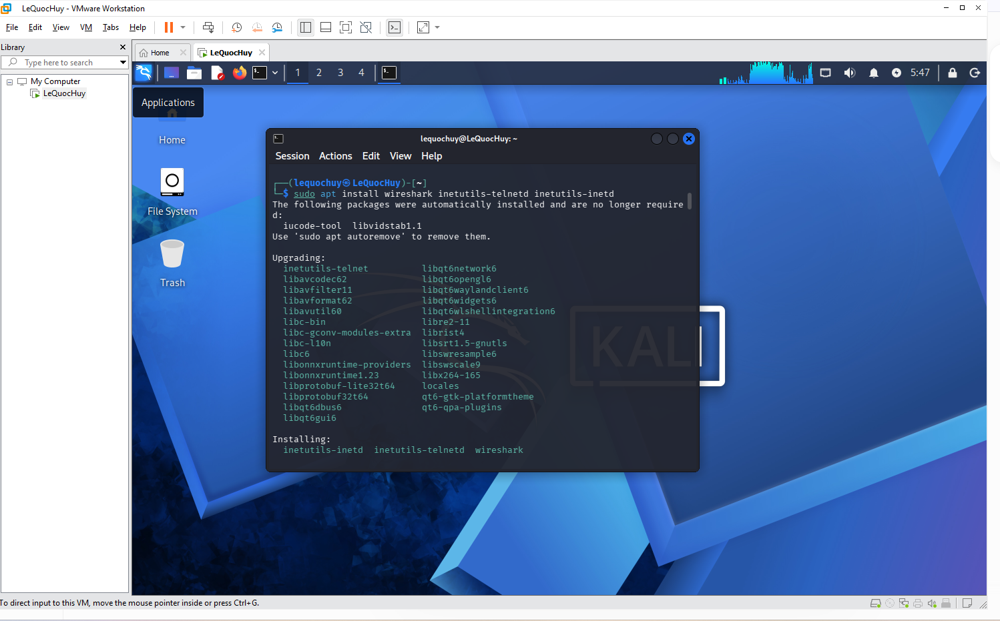 LeQuocHuy - VMware Workstation
File Edit View VM Tabs Help
Library
Type here to search
My Computer
LeQuocHuy
Home
LeQuocHuy
1 2 3 4
5:47
Applications
Home
File System
Trash
lequochuy@LeQuocHuy: ~
Session Actions Edit View Help
┌──(lequochuy㉿LeQuocHuy)-[~]
└─$ sudo apt install wireshark inetutils-telnetd inetutils-inetd
The following packages were automatically installed and are no longer require
d:
iucode-tool libvidstab1.1
Use 'sudo apt autoremove' to remove them.
Upgrading:
inetutils-telnet libqt6network6
libavcodec62 libqt6opengl6
libavfilter11 libqt6waylandclient6
libavformat62 libqt6widgets6
libavutil60 libqt6wlshellintegration6
libc-bin libre2-11
libc-gconv-modules-extra librist4
libc-l10n libsrt1.5-gnutls
libc6 libswresample6
libonnxruntime-providers libswscale9
libonnxruntime1.23 libx264-165
libprotobuf-lite32t64 locales
libprotobuf32t64 qt6-gtk-platformtheme
libqt6dbus6 qt6-qpa-plugins
libqt6gui6
Installing:
inetutils-inetd inetutils-telnetd wireshark
KALI
To direct input to this VM, move the mouse pointer inside or press Ctrl+G.